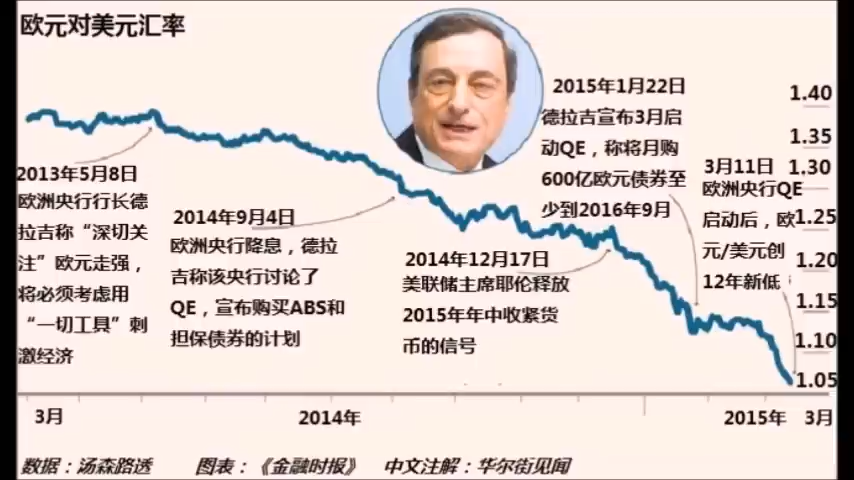 欧元对美元汇率
2013年5月8日
欧洲央行行长德
拉吉称“深切关
注”欧元走强，
将必须考虑用
“一切工具”刺
激经济
2014年9月4日
欧洲央行降息，德拉
吉称该央行讨论了
QE，宣布购买ABS和
担保债券的计划
2014年12月17日
美联储主席耶伦释放
2015年年中收紧货
币的信号
2015年1月22日
德拉吉宣布3月启
动QE，称将月购
600亿欧元债券至
少到2016年9月
3月11日
欧洲央行QE
启动后，欧
元/美元创
12年新低
1.40
1.35
1.30
1.25
1.20
1.15
1.10
1.05
3月 2014年 2015年 3月
数据：汤森路透 图表：《金融时报》 中文注解：华尔街见闻